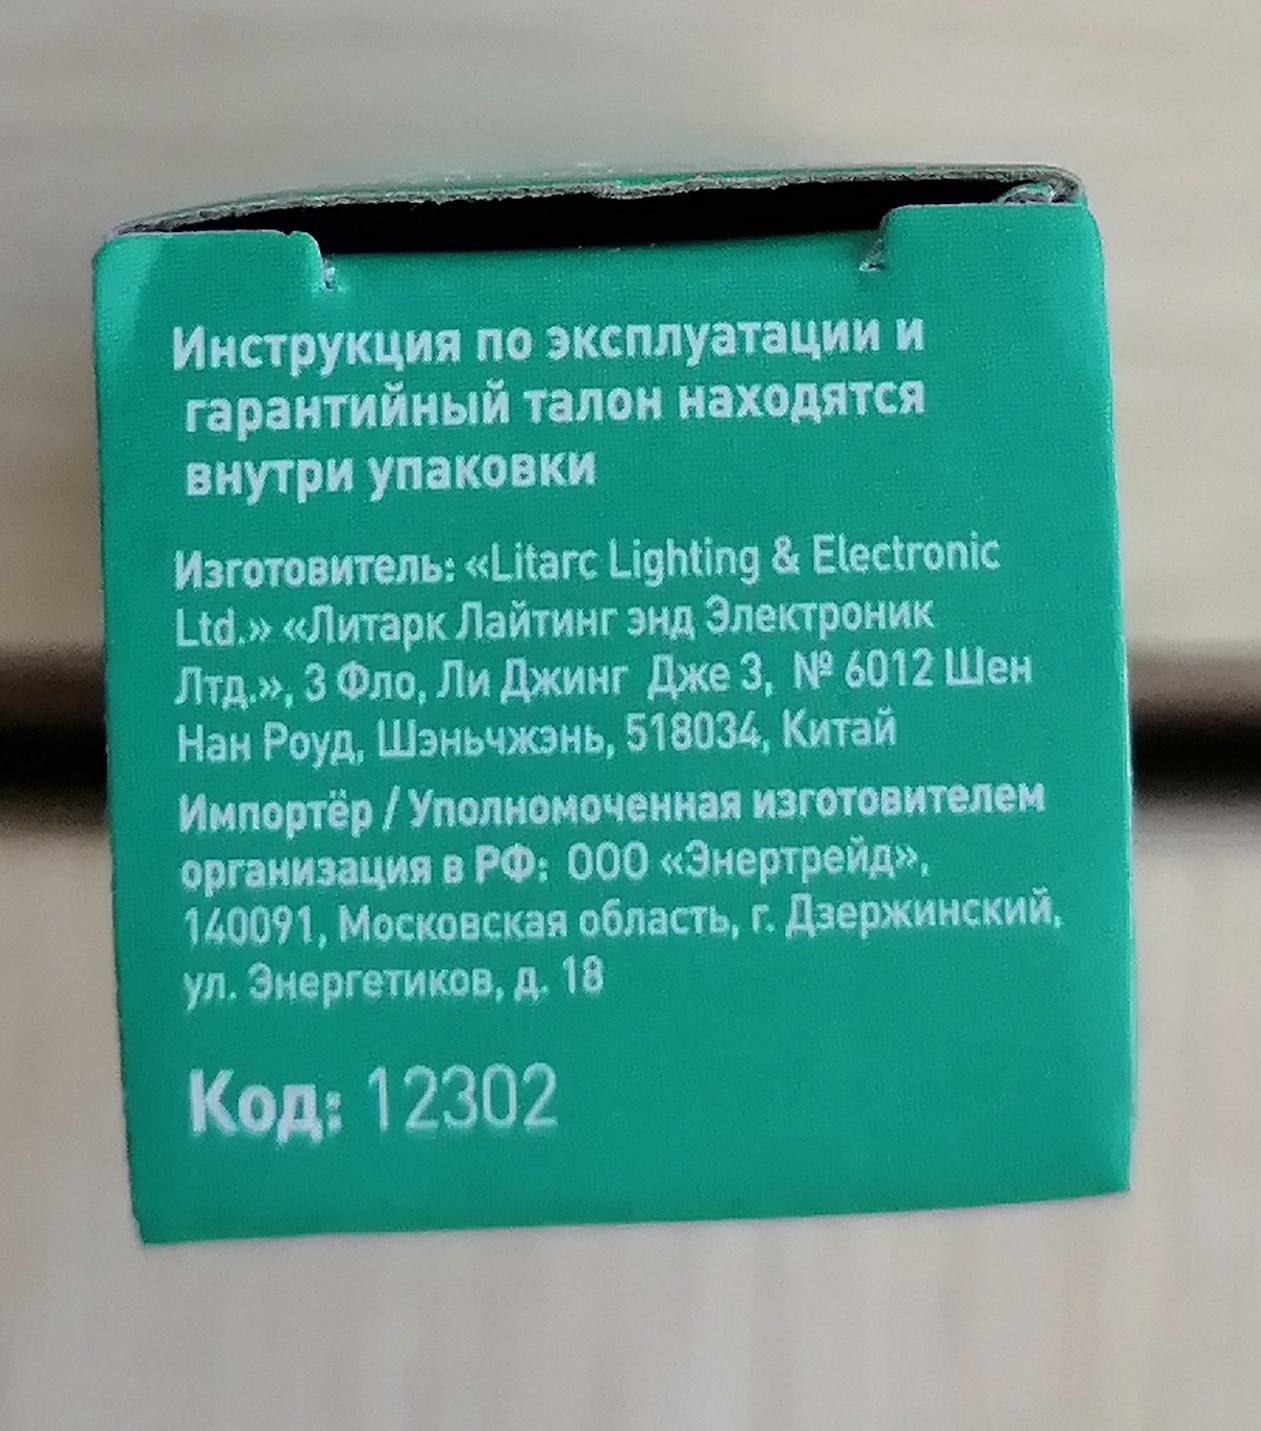 Инструкция по эксплуатации и
гарантийный талон находятся
внутри упаковки
Изготовитель: «Litarc Lighting & Electronic
Ltd.» «Литарк Лайтинг энд Электроник
Лтд.», 3 Фло, Ли Джинг Дже 3, № 6012 Шен
Нан Роуд, Шэньчжэнь, 518034, Китай
Импортёр / Уполномоченная изготовителем
организация в РФ: ООО «Энертрейд»,
140091, Московская область, г. Дзержинский,
ул. Энергетиков, д. 18
Код: 12302